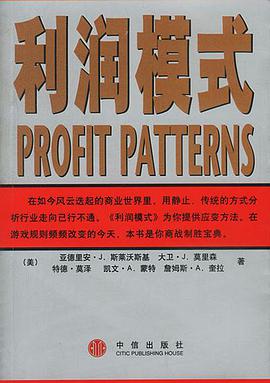 利润模式
PROFIT PATTERNS
在如今风云迭起的商业世界里，用静止、传统的方式分
析行业走向已行不通。《利润模式》为你提供应变方法。在
游戏规则频频改变的今天，本书是你商战制胜宝典。
（美） 亚德里安·J．斯莱沃斯基 大卫·J．莫里森
特德·莫泽 凯文·A．蒙特 詹姆斯·A．奎拉 著
中信出版社
CITIC PUBLISHING HOUSE